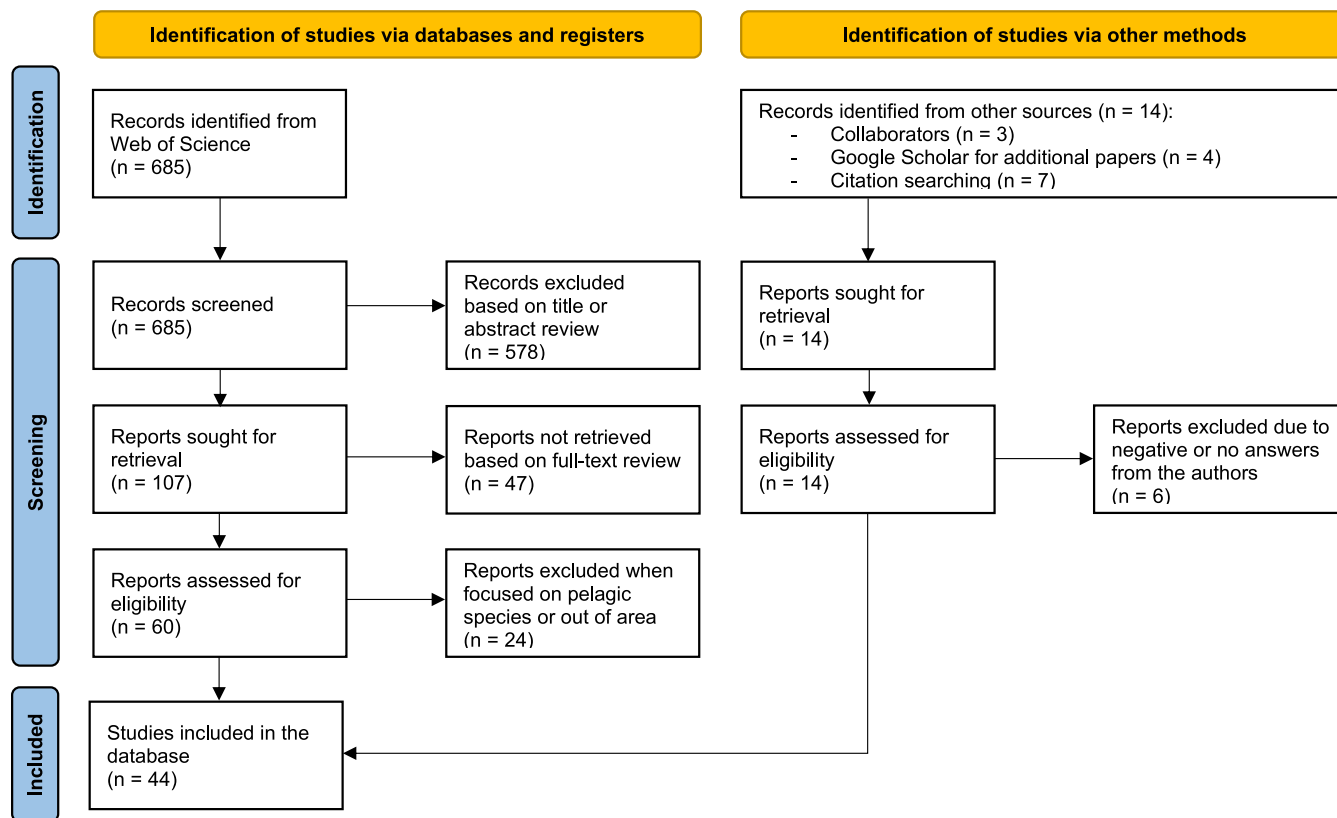 Identification of studies via databases and registers
Identification of studies via other methods
Identification
Records identified from
Web of Science
(n = 685)
Records identified from other sources (n = 14):
- Collaborators (n = 3)
- Google Scholar for additional papers (n = 4)
- Citation searching (n = 7)
Screening
Records screened
(n = 685)
Records excluded
based on title or
abstract review
(n = 578)
Reports sought for
retrieval
(n = 14)
Reports sought for
retrieval
(n = 107)
Reports not retrieved
based on full-text review
(n = 47)
Reports assessed for
eligibility
(n = 14)
Reports excluded due to
negative or no answers
from the authors
(n = 6)
Reports assessed for
eligibility
(n = 60)
Reports excluded when
focused on pelagic
species or out of area
(n = 24)
Included
Studies included in the
database
(n = 44)